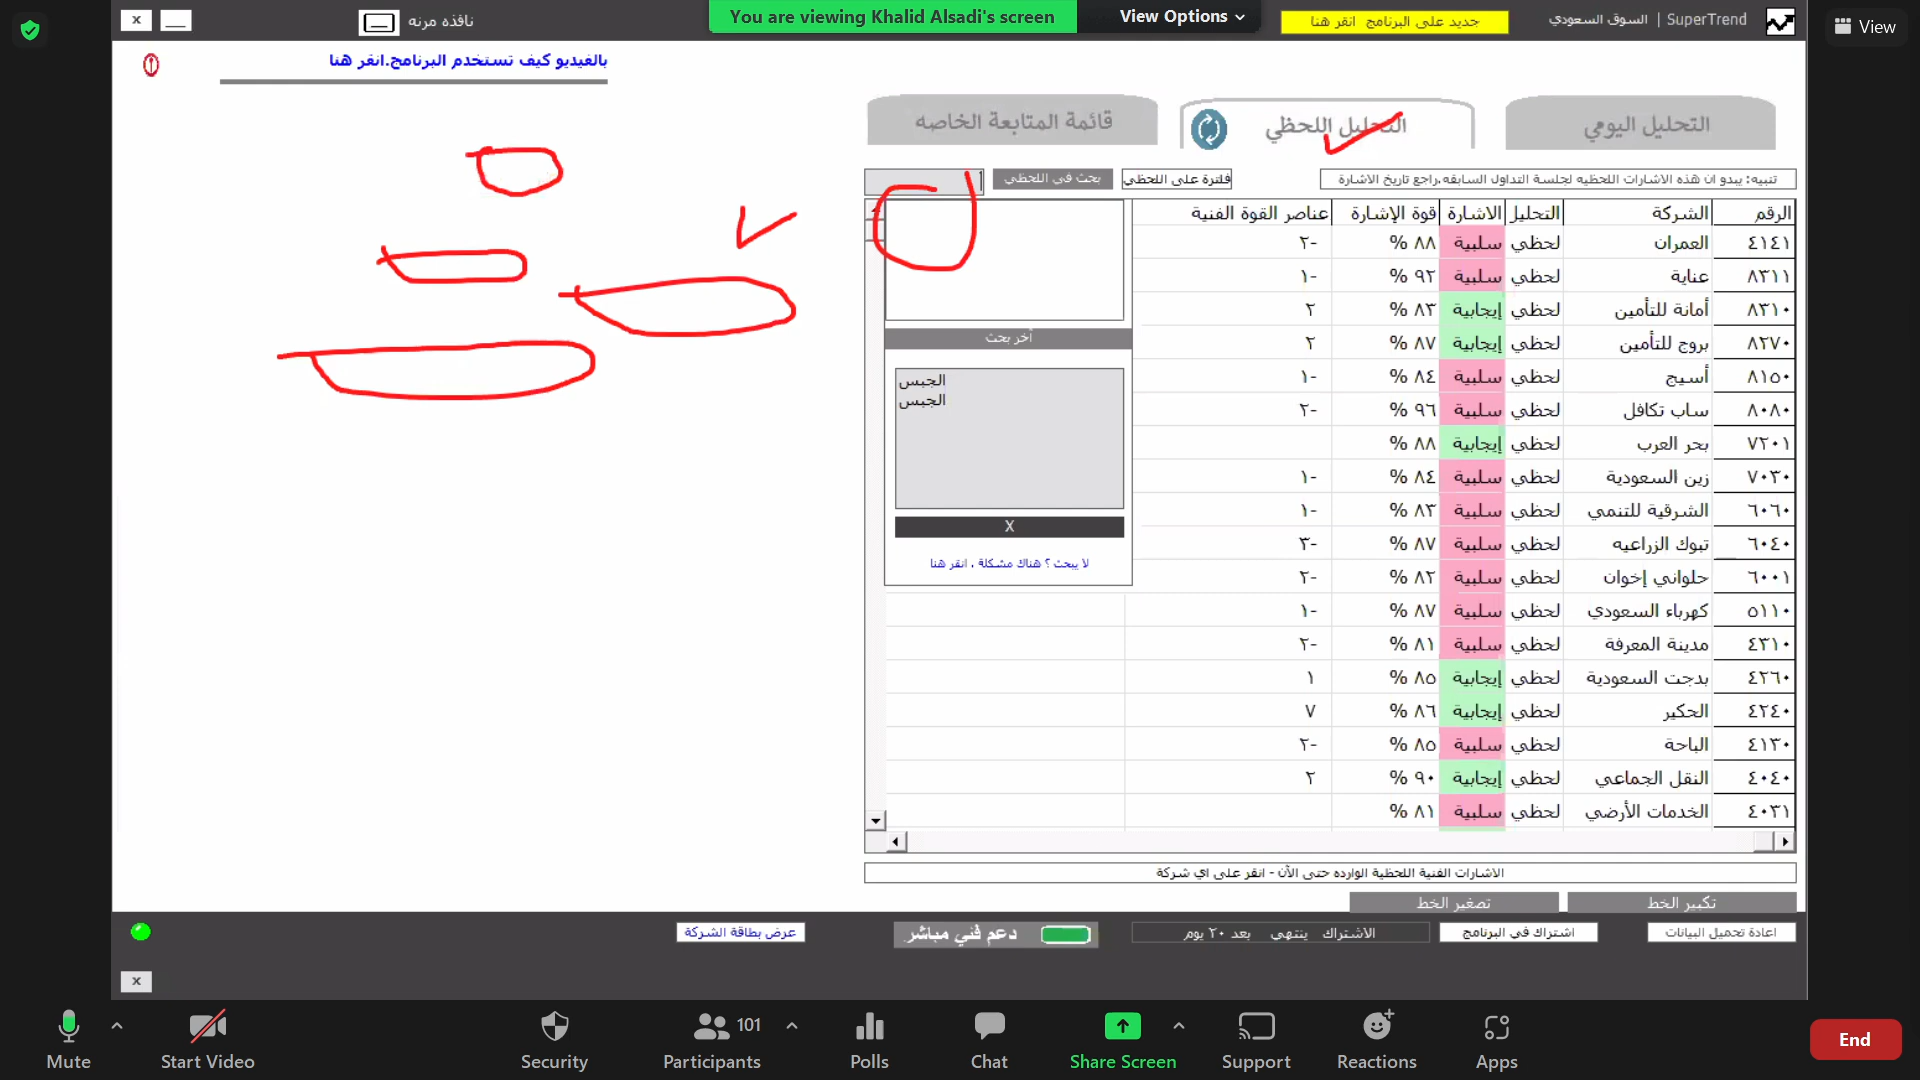 You are viewing Khalid Alsadi's screen
View Options
View
x
نافذه مرنه
جديد على البرنامج انقر هنا
السوق السعودي | SuperTrend
بالفيديو كيف تستخدم البرنامج.انقر هنا
التحليل اليومي
التحليل اللحظي
قائمة المتابعة الخاصه
تنبيه: يبدو ان هذه الاشارات اللحظيه لجلسة التداول السابقه.راجع تاريخ الاشارة
فلترة على اللحظي
بحث في اللحظي
الرقم الشركة التحليل الاشارة قوة الإشارة عناصر القوة الفنية
٤١٤١ العمران لحظي سلبية ٨٨ % ٢-
٨٣١١ عناية لحظي سلبية ٩٢ % ١-
٨٣١٠ أمانة للتأمين لحظي إيجابية ٨٣ % ٢
٨٢٧٠ بروج للتأمين لحظي إيجابية ٨٧ % ٢
٨١٥٠ أسيج لحظي سلبية ٨٤ % ١-
٨٠٨٠ ساب تكافل لحظي سلبية ٩٦ % ٢-
٧٢٠١ بحر العرب لحظي إيجابية ٨٨ %
٧٠٣٠ زين السعودية لحظي سلبية ٨٤ % ١-
٦٠٦٠ الشرقية للتنمي لحظي سلبية ٨٣ % ١-
٦٠٤٠ تبوك الزراعيه لحظي سلبية ٨٧ % ٣-
٦٠٠١ حلواني إخوان لحظي سلبية ٨٢ % ٢-
٥١١٠ كهرباء السعودي لحظي سلبية ٨٧ % ١-
٤٣١٠ مدينة المعرفة لحظي سلبية ٨١ % ٢-
٤٢٦٠ بدجت السعودية لحظي إيجابية ٨٥ % ١
٤٢٤٠ الحكير لحظي إيجابية ٨٦ % ٧
٤١٣٠ الباحة لحظي سلبية ٨٥ % ٢-
٤٠٤٠ النقل الجماعي لحظي إيجابية ٩٠ % ٢
٤٠٣١ الخدمات الأرضي لحظي سلبية ٨١ %
أخر بحث
الجبس
الجبس
X
لا يبحث ؟ هناك مشكلة ، انقر هنا
الاشارات الفنية اللحظية الوارده حتى الآن - انقر على اي شركة
تكبير الخط
تصغير الخط
اعادة تحميل البيانات
اشتراك في البرنامج
الاشتراك ينتهي بعد ٢٠ يوم
دعم فني مباشر
عرض بطاقة الشركة
x
Mute
Start Video
Security
Participants 101
Polls
Chat
Share Screen
Support
Reactions
Apps
End